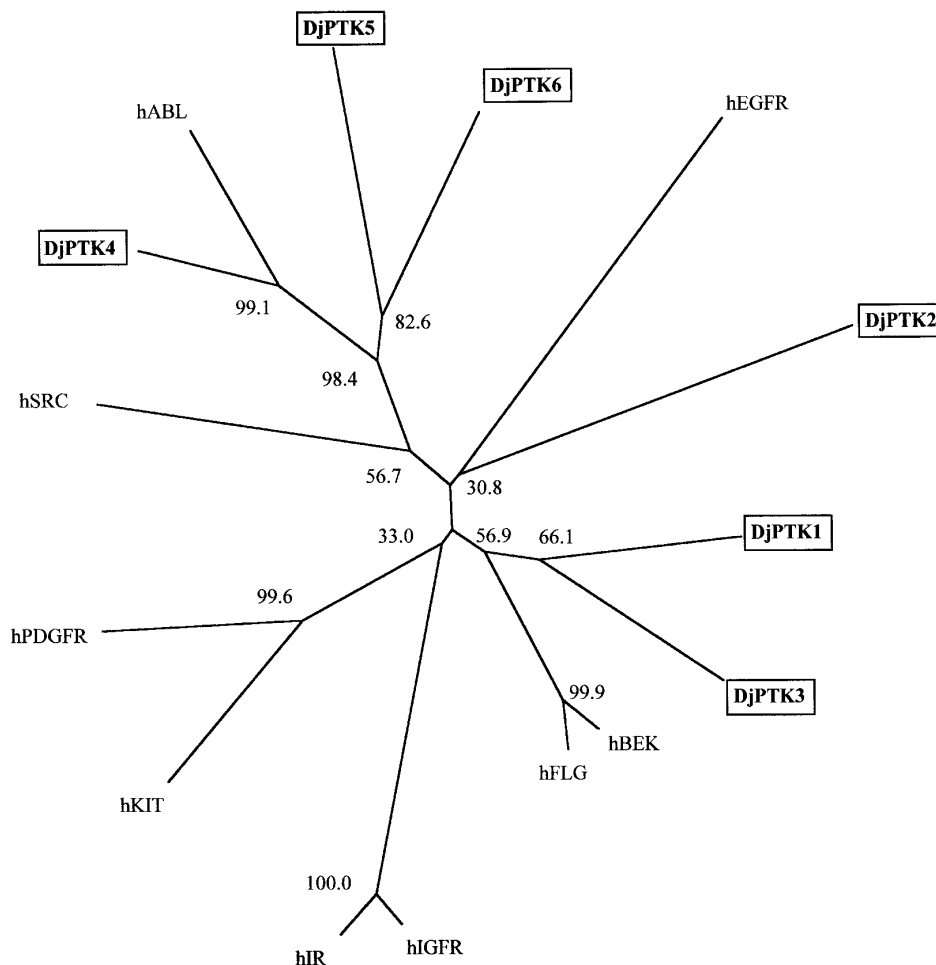 DjPTK5
DjPTK6
hABL
hEGFR
DjPTK4
99.1
82.6
DjPTK2
98.4
hSRC
56.7
30.8
33.0
56.9
66.1
DjPTK1
99.6
hPDGFR
99.9
DjPTK3
hBEK
hFLG
hKIT
100.0
hIR
hIGFR